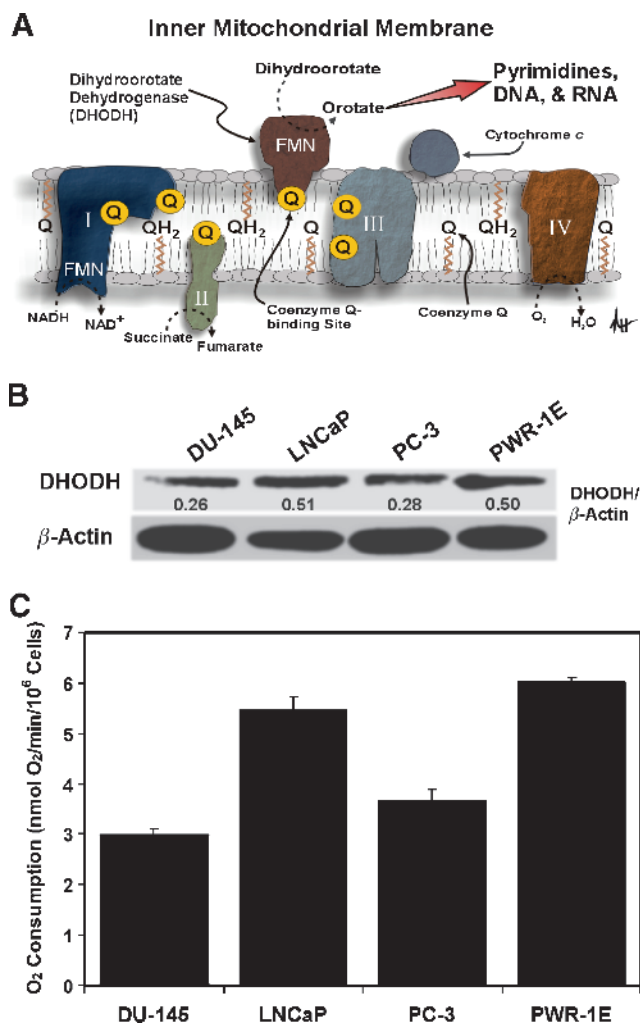 A
Inner Mitochondrial Membrane
Dihydroorotate
Dehydrogenase
(DHODH)
Dihydroorotate
Orotate
Pyrimidines,
DNA, & RNA
FMN
Cytochrome c
I
Q
Q
Q
III
Q
Q
IV
Q
QH₂
QH₂
Q
Q
QH₂
Q
Q
FMN
II
NADH
NAD⁺
Succinate
Fumarate
Coenzyme Q-
binding Site
Coenzyme Q
O₂
H₂O
B
DU-145
LNCaP
PC-3
PWR-1E
DHODH
0.26
0.51
0.28
0.50
DHODH/
β-Actin
β-Actin
C
O₂ Consumption (nmol O₂/min/10⁶ Cells)
7
6
5
4
3
2
1
0
DU-145
LNCaP
PC-3
PWR-1E